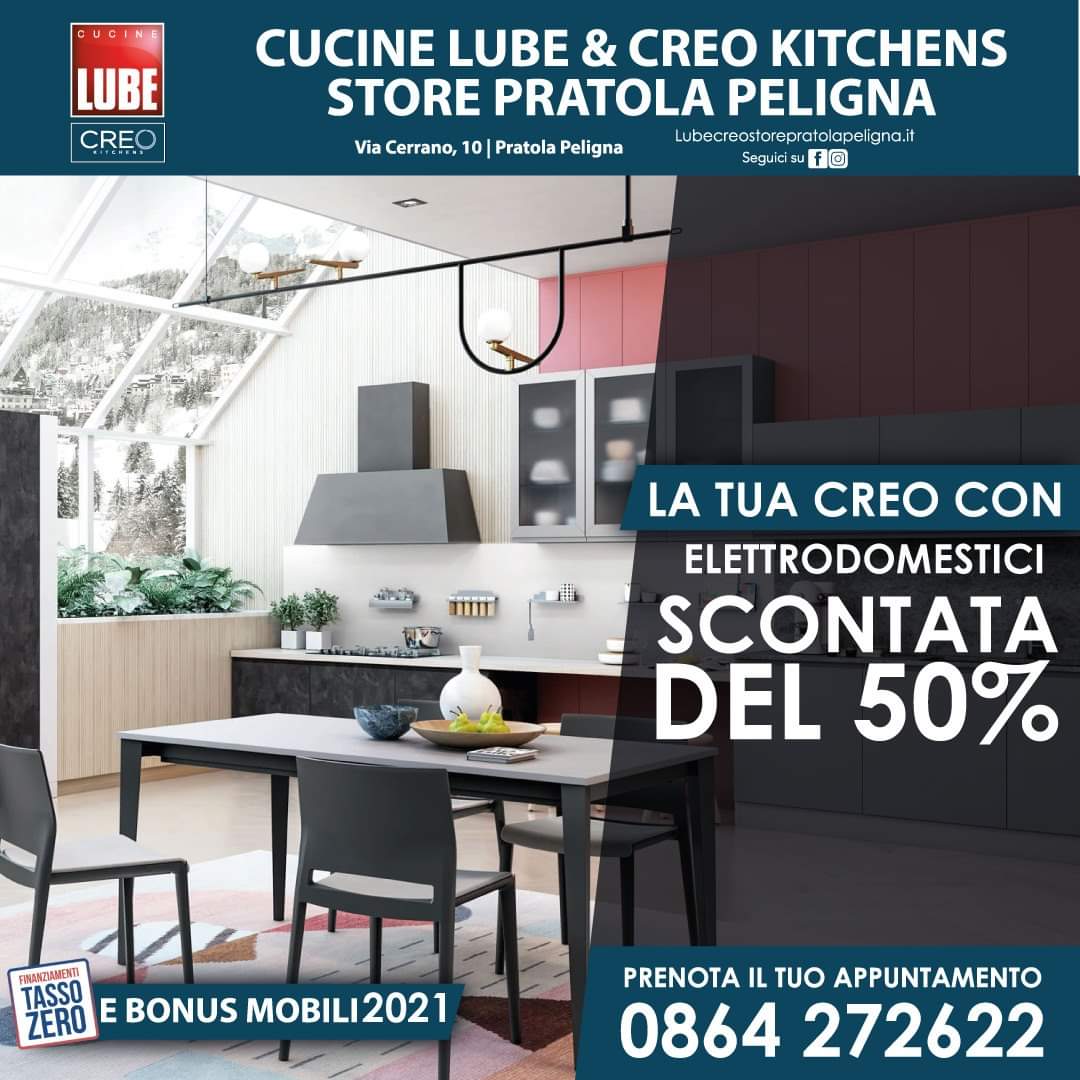 CUCINE
LUBE
CREO
KITCHENS
CUCINE LUBE & CREO KITCHENS
STORE PRATOLA PELIGNA
Via Cerrano, 10 | Pratola Peligna
Lubecreostorepratolapeligna.it
Seguici su
LA TUA CREO CON
ELETTRODOMESTICI
SCONTATA
DEL 50%
FINANZIAMENTI
TASSO
ZERO
E BONUS MOBILI 2021
PRENOTA IL TUO APPUNTAMENTO
0864 272622